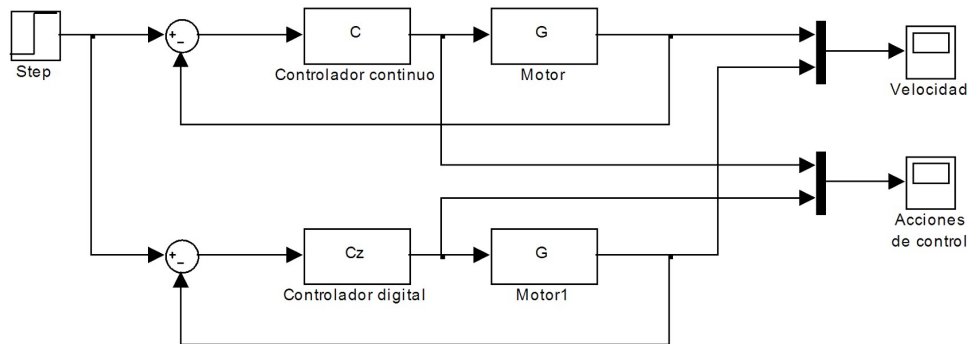 C
G
Step
Controlador continuo
Motor
Velocidad
Cz
G
Acciones
de control
Controlador digital
Motor1